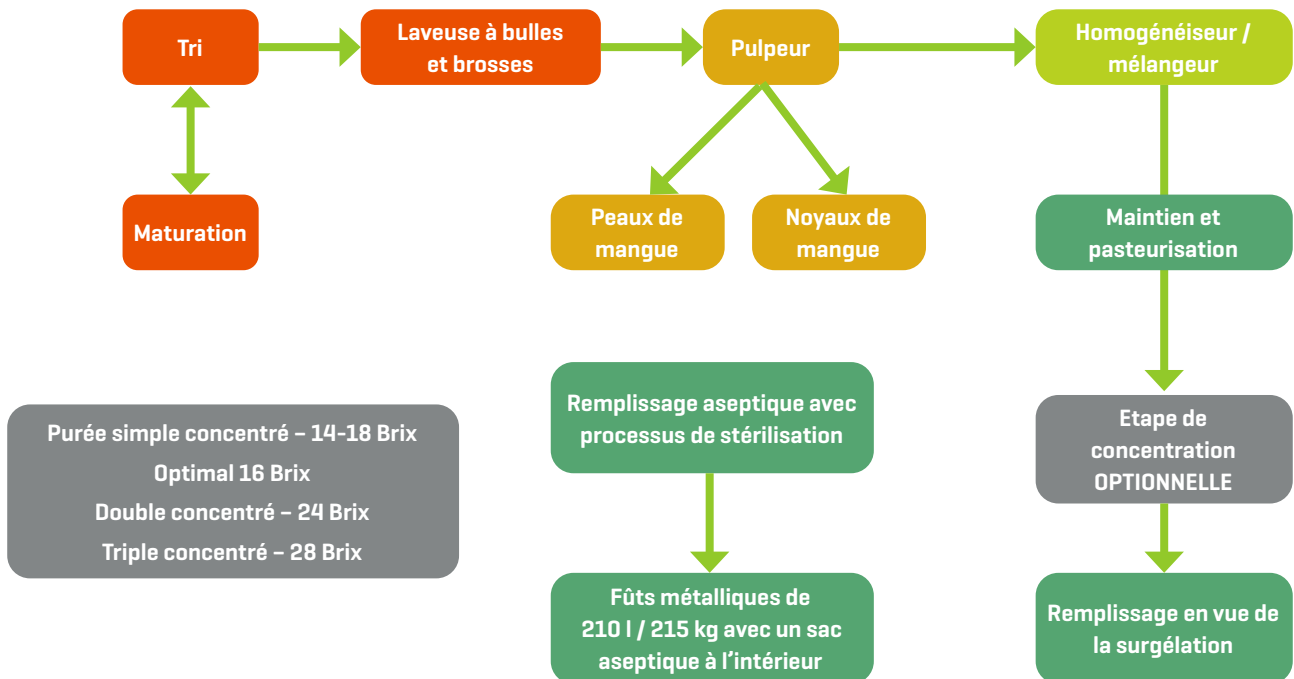 Tri
Laveuse à bulles
et brosses
Pulpeur
Homogénéiseur /
mélangeur
Maturation
Peaux de
mangue
Noyaux de
mangue
Maintien et
pasteurisation
Purée simple concentré – 14-18 Brix
Optimal 16 Brix
Double concentré – 24 Brix
Triple concentré – 28 Brix
Remplissage aseptique avec
processus de stérilisation
Etape de
concentration
OPTIONNELLE
Fûts métalliques de
210 l / 215 kg avec un sac
aseptique à l’intérieur
Remplissage en vue de
la surgélation